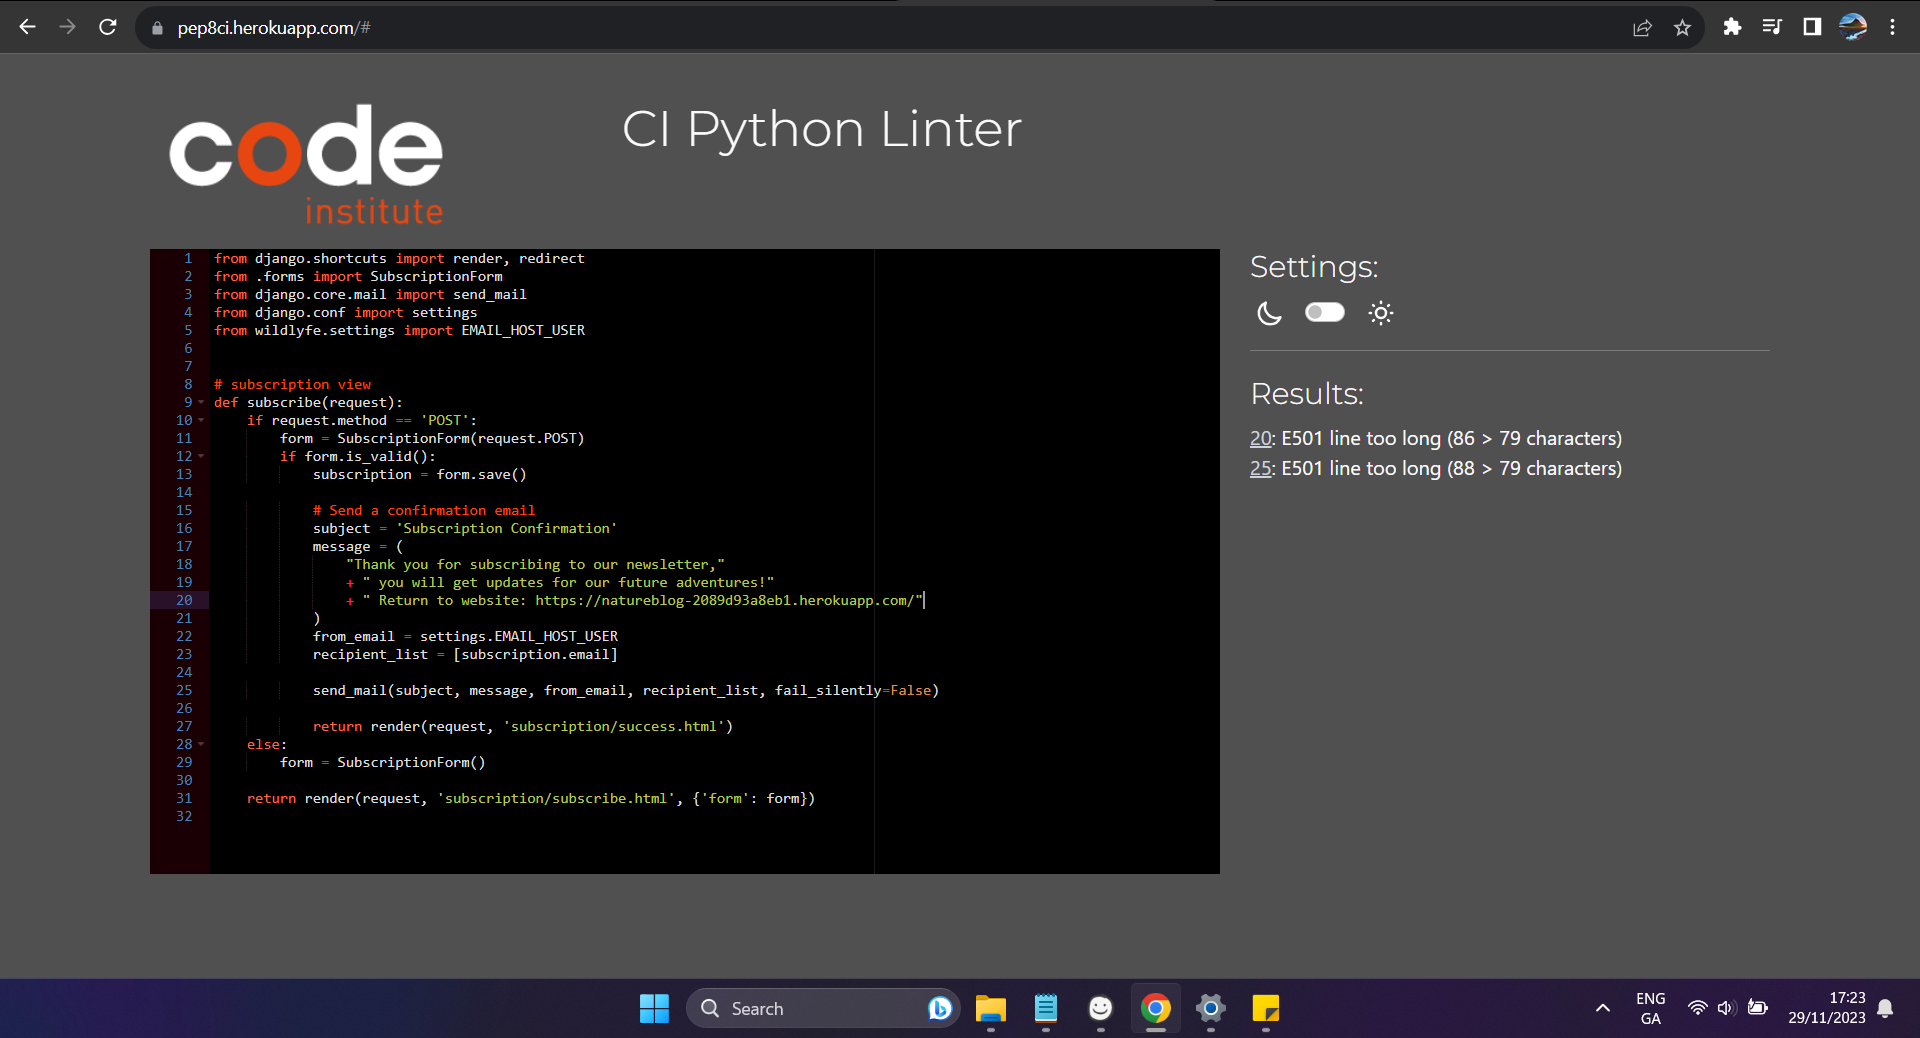 pep8ci.herokuapp.com/#
code
institute
CI Python Linter
1 from django.shortcuts import render, redirect
2 from .forms import SubscriptionForm
3 from django.core.mail import send_mail
4 from django.conf import settings
5 from wildlyfe.settings import EMAIL_HOST_USER
6
7
8 # subscription view
9 def subscribe(request):
10     if request.method == 'POST':
11         form = SubscriptionForm(request.POST)
12         if form.is_valid():
13             subscription = form.save()
14
15             # Send a confirmation email
16             subject = 'Subscription Confirmation'
17             message = (
18                 "Thank you for subscribing to our newsletter,"
19                 + " you will get updates for our future adventures!"
20                 + " Return to website: https://natureblog-2089d93a8eb1.herokuapp.com/"
21             )
22             from_email = settings.EMAIL_HOST_USER
23             recipient_list = [subscription.email]
24
25             send_mail(subject, message, from_email, recipient_list, fail_silently=False)
26
27             return render(request, 'subscription/success.html')
28     else:
29         form = SubscriptionForm()
30
31     return render(request, 'subscription/subscribe.html', {'form': form})
32
Settings:
Results:
20: E501 line too long (86 > 79 characters)
25: E501 line too long (88 > 79 characters)
Search
ENG
GA
17:23
29/11/2023